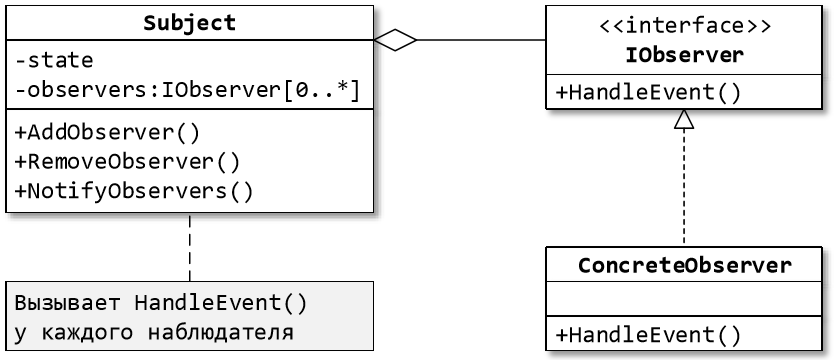 Subject
-state
-observers:IObserver[0..*]
+AddObserver()
+RemoveObserver()
+NotifyObservers()
Вызывает HandleEvent()
у каждого наблюдателя
<<interface>>
IObserver
+HandleEvent()
ConcreteObserver
+HandleEvent()